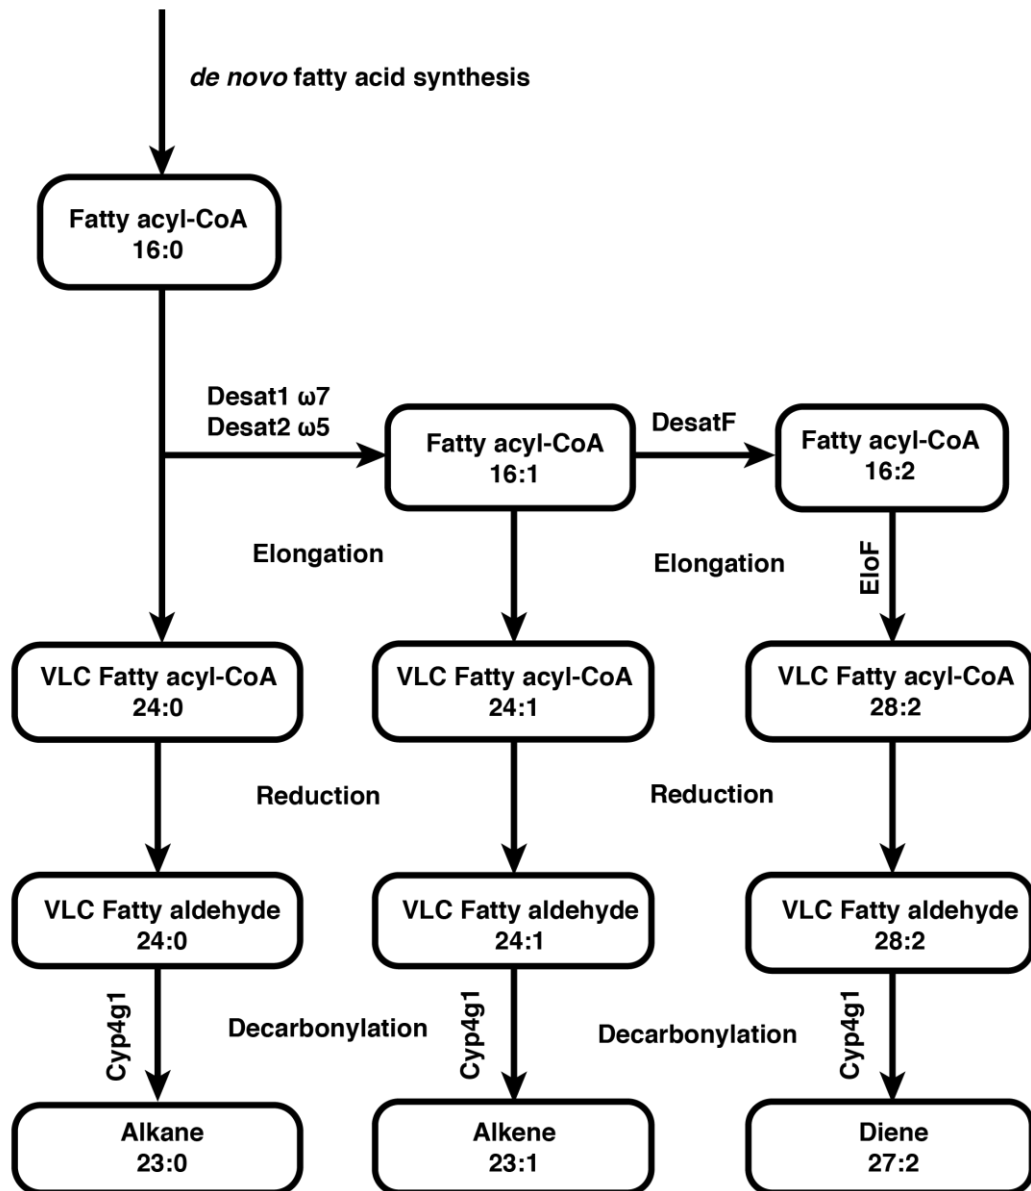 de novo fatty acid synthesis
Fatty acyl-CoA
16:0
Desat1 ω7
Desat2 ω5
Fatty acyl-CoA
16:1
DesatF
Fatty acyl-CoA
16:2
Elongation
Elongation
EloF
VLC Fatty acyl-CoA
24:0
VLC Fatty acyl-CoA
24:1
VLC Fatty acyl-CoA
28:2
Reduction
Reduction
VLC Fatty aldehyde
24:0
VLC Fatty aldehyde
24:1
VLC Fatty aldehyde
28:2
Cyp4g1
Decarbonylation
Cyp4g1
Decarbonylation
Cyp4g1
Alkane
23:0
Alkene
23:1
Diene
27:2